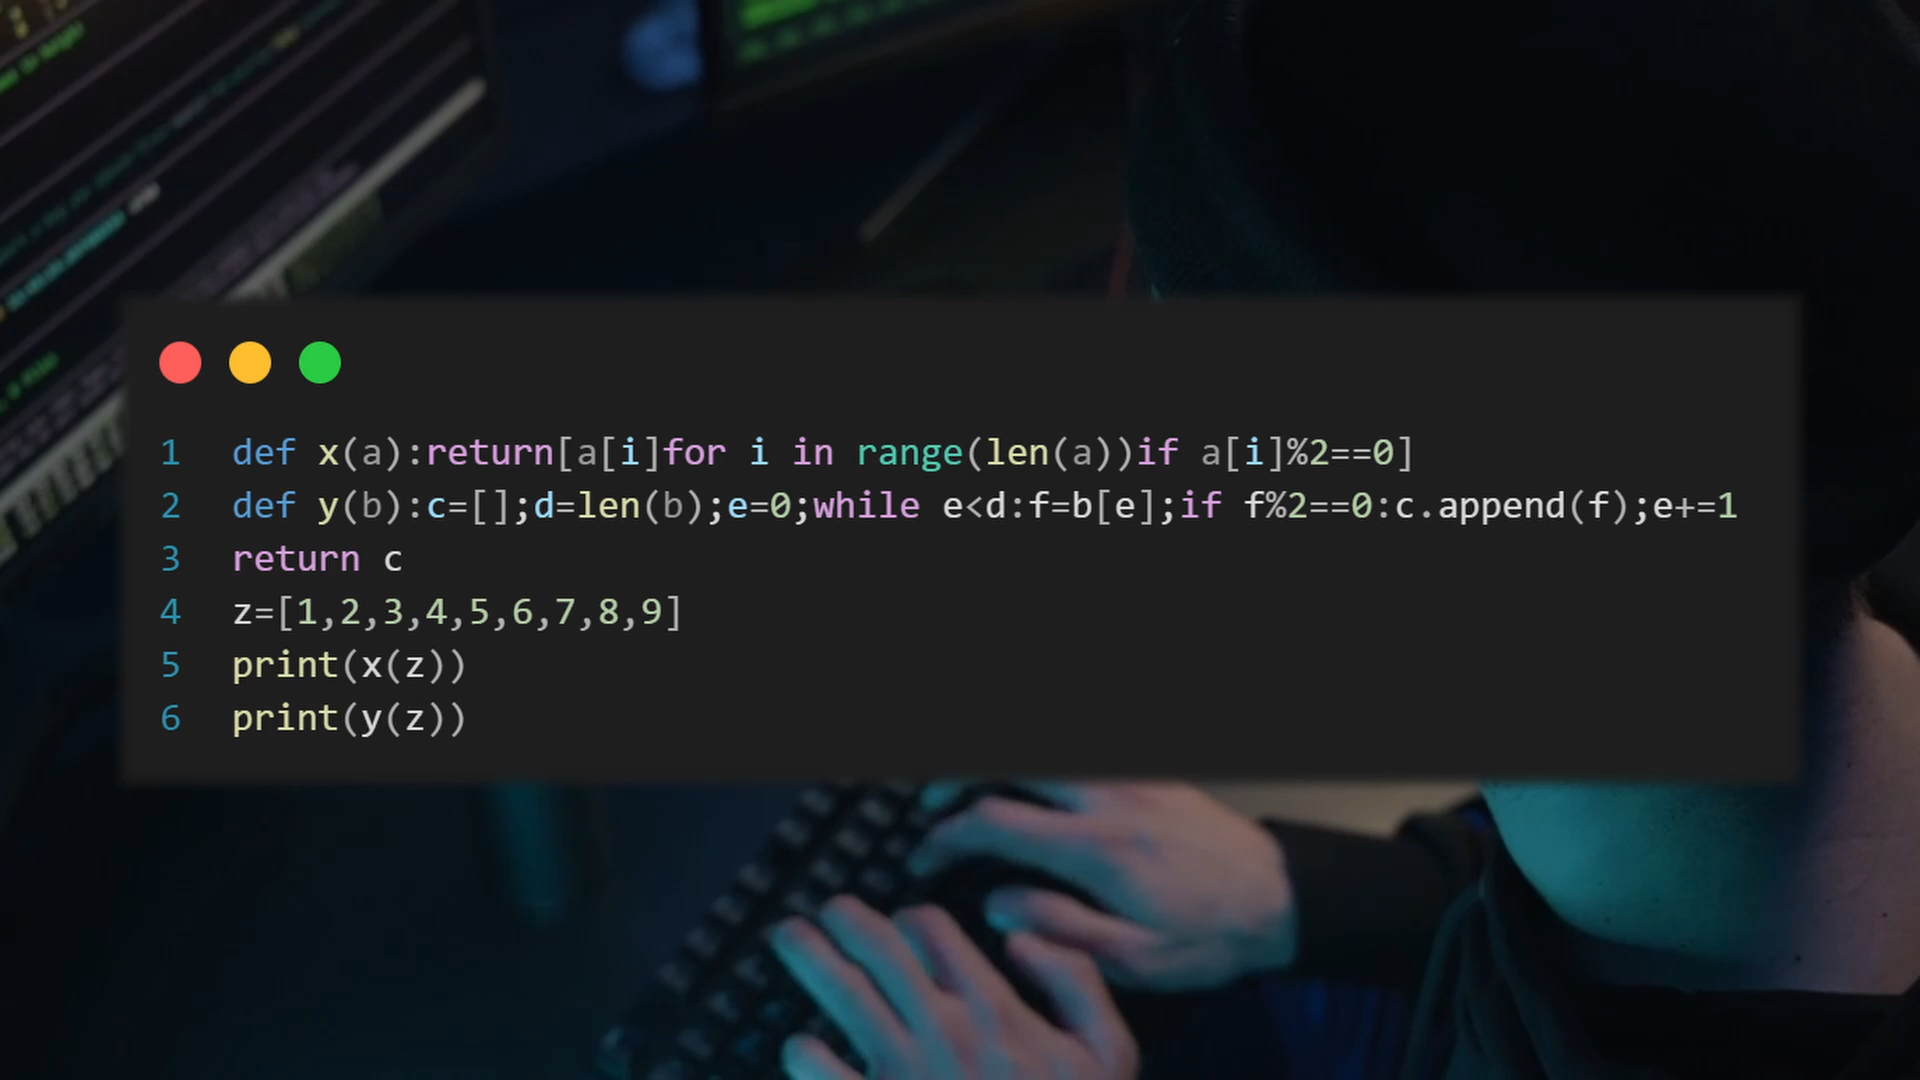 1 def x(a):return[a[i]for i in range(len(a))if a[i]%2==0]
2 def y(b):c=[];d=len(b);e=0;while e<d:f=b[e];if f%2==0:c.append(f);e+=1
3 return c
4 z=[1,2,3,4,5,6,7,8,9]
5 print(x(z))
6 print(y(z))